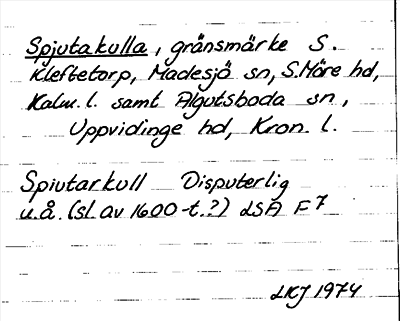 Spjutakulla, gränsmärke S.
Kleftetorp, Madesjö sn, S. Möre hd,
Kalm. l. samt Algutsboda sn,
Uppvidinge hd, Kron. l.
Spiutarkull Disputerlig
u.å. (sl. av 1600-t.?) LSA F7
LKJ 1974